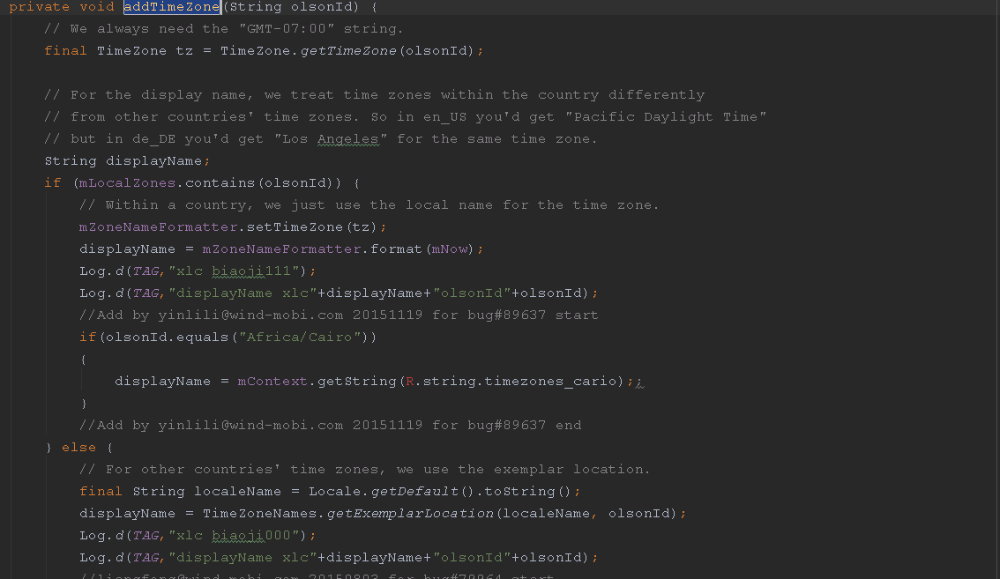 private void addTimeZone(String olsonId) {
// We always need the "GMT-07:00" string.
final TimeZone tz = TimeZone.getTimeZone(olsonId);
// For the display name, we treat time zones within the country differently
// from other countries' time zones. So in en_US you'd get "Pacific Daylight Time"
// but in de_DE you'd get "Los Angeles" for the same time zone.
String displayName;
if (mLocalZones.contains(olsonId)) {
// Within a country, we just use the local name for the time zone.
mZoneNameFormatter.setTimeZone(tz);
displayName = mZoneNameFormatter.format(mNow);
Log.d(TAG,"xlc biaoji111");
Log.d(TAG,"displayName xlc"+displayName+"olsonId"+olsonId);
//Add by yinlili@wind-mobi.com 20151119 for bug#89637 start
if(olsonId.equals("Africa/Cairo"))
{
displayName = mContext.getString(R.string.timezones_cario);;
}
//Add by yinlili@wind-mobi.com 20151119 for bug#89637 end
} else {
// For other countries' time zones, we use the exemplar location.
final String localeName = Locale.getDefault().toString();
displayName = TimeZoneNames.getExemplarLocation(localeName, olsonId);
Log.d(TAG,"xlc biaoji000");
Log.d(TAG,"displayName xlc"+displayName+"olsonId"+olsonId);